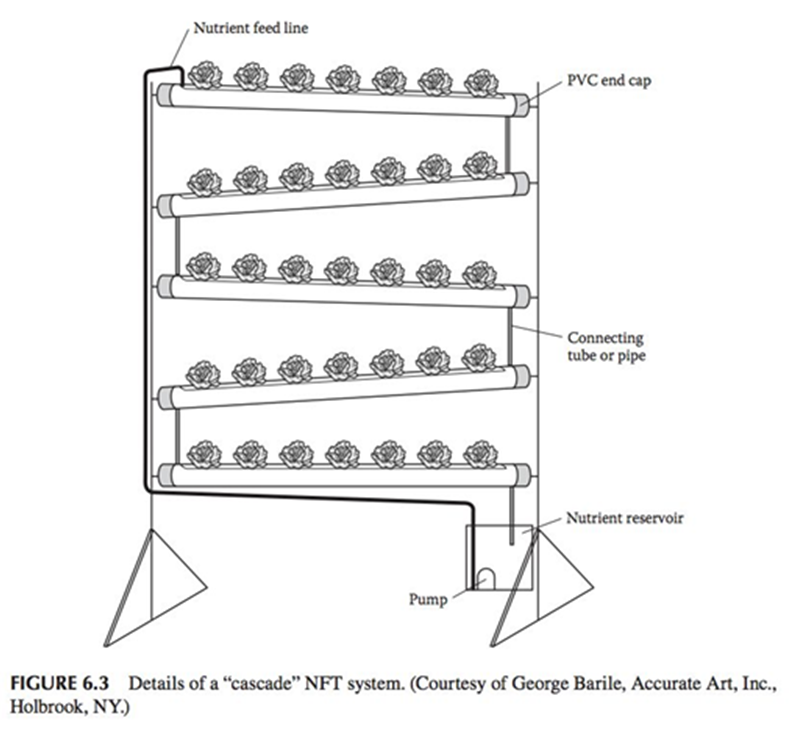 Nutrient feed line
PVC end cap
Connecting
tube or pipe
Nutrient reservoir
Pump
FIGURE 6.3 Details of a “cascade” NFT system. (Courtesy of George Barile, Accurate Art, Inc.,
Holbrook, NY.)